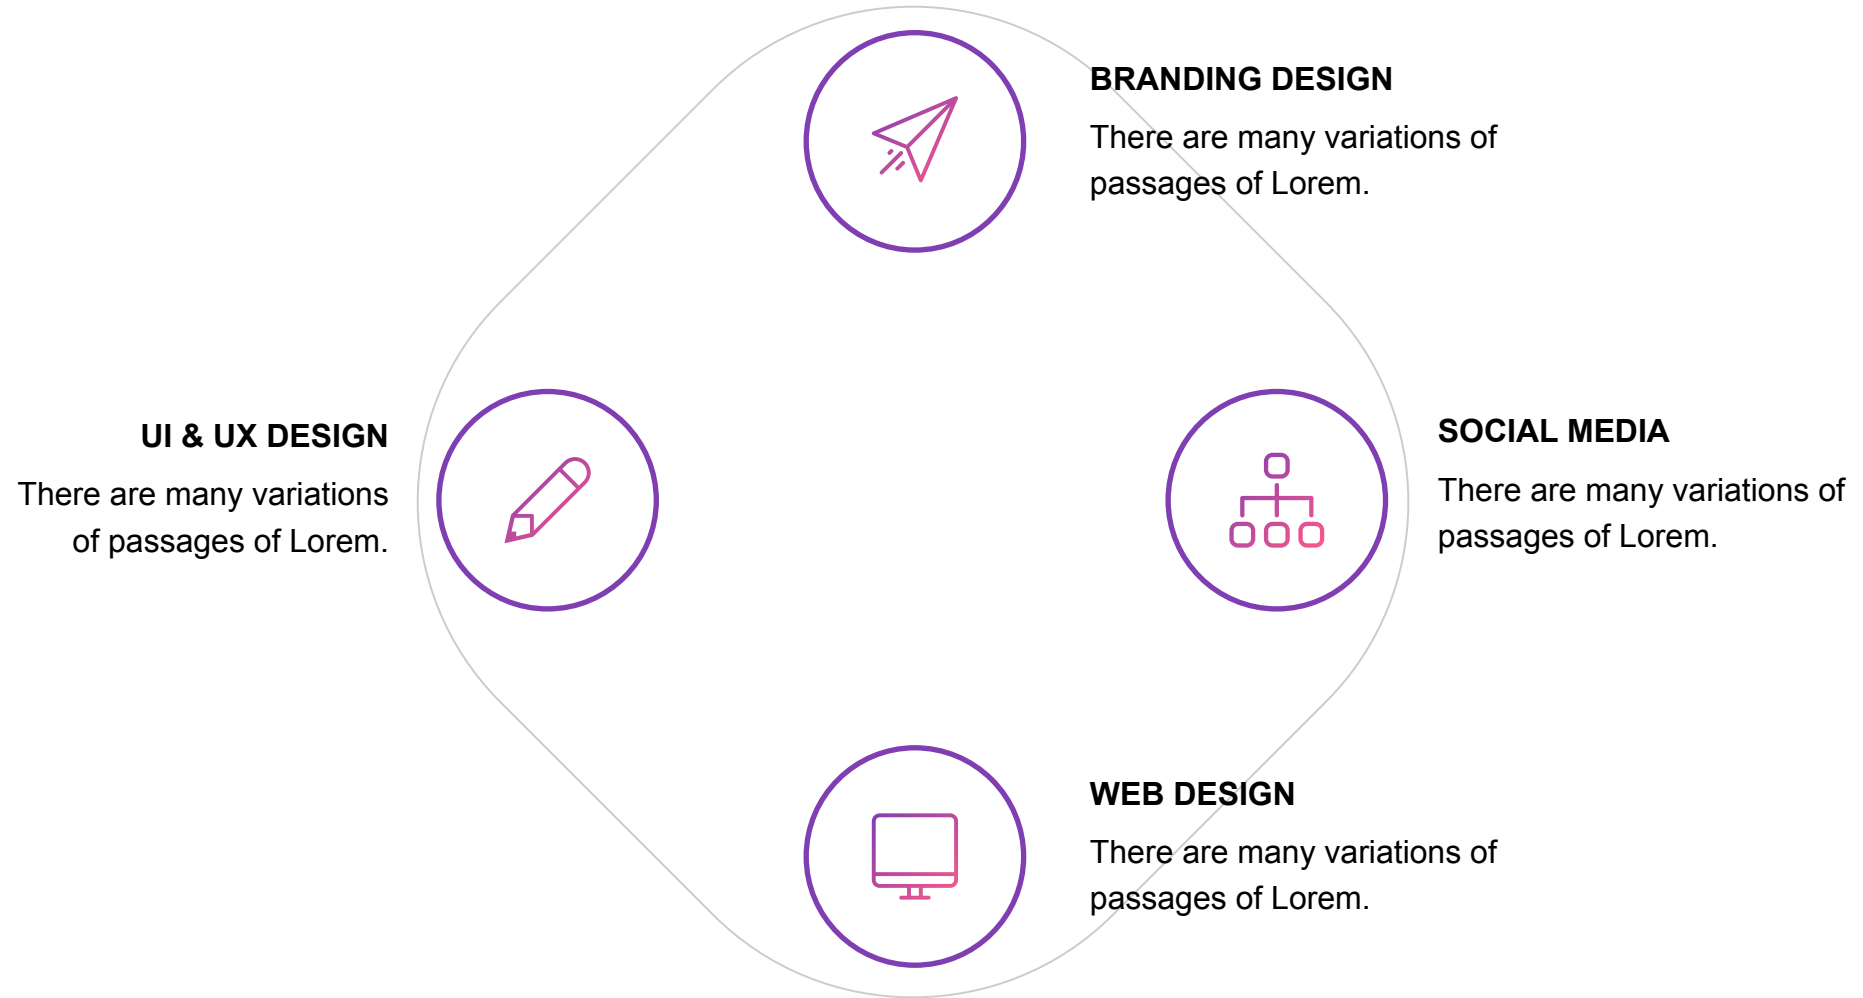 BRANDING DESIGN
There are many variations of
passages of Lorem.
UI & UX DESIGN
There are many variations
of passages of Lorem.
SOCIAL MEDIA
There are many variations of
passages of Lorem.
WEB DESIGN
There are many variations of
passages of Lorem.